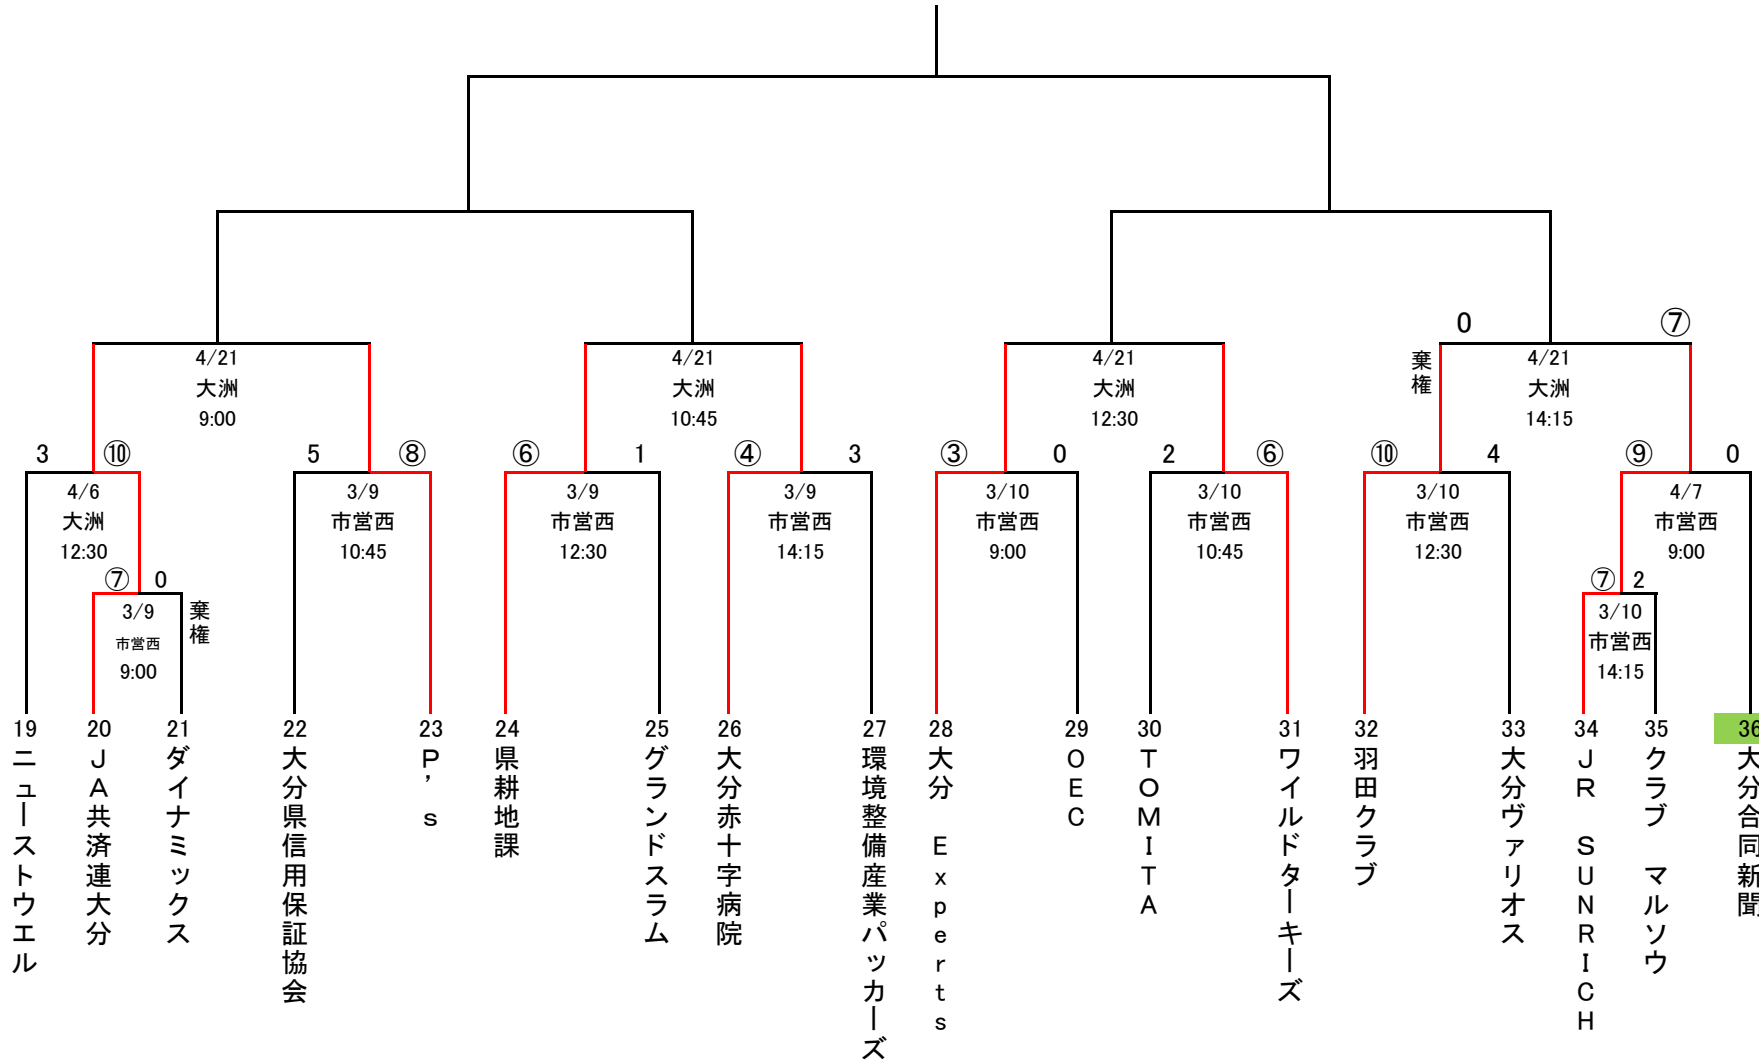 0 ⑦
4/21 4/21 4/21 棄権 4/21
大洲 大洲 大洲 大洲
9:00 10:45 12:30 14:15
3 ⑩ 5 ⑧ ⑥ 1 ④ 3 ③ 0 2 ⑥ ⑩ 4 ⑨ 0
4/6 3/9 3/9 3/9 3/10 3/10 3/10 4/7
大洲 市営西 市営西 市営西 市営西 市営西 市営西 市営西
12:30 10:45 12:30 14:15 9:00 10:45 12:30 9:00
⑦ 0 ⑦ 2
3/9 棄権 3/10
市営西 市営西
9:00 14:15
19 20 21 22 23 24 25 26 27 28 29 30 31 32 33 34 35 36
ニューストウエル
JA共済連大分
ダイナミックス
大分県信用保証協会
P's
県耕地課
グランドスラム
大分赤十字病院
環境整備産業パッカーズ
大分 Experts
OEC
TOMITA
ワイルドターキーズ
羽田クラブ
大分ヴァリオス
JR SUNRICH
クラブ マルソウ
大分合同新聞